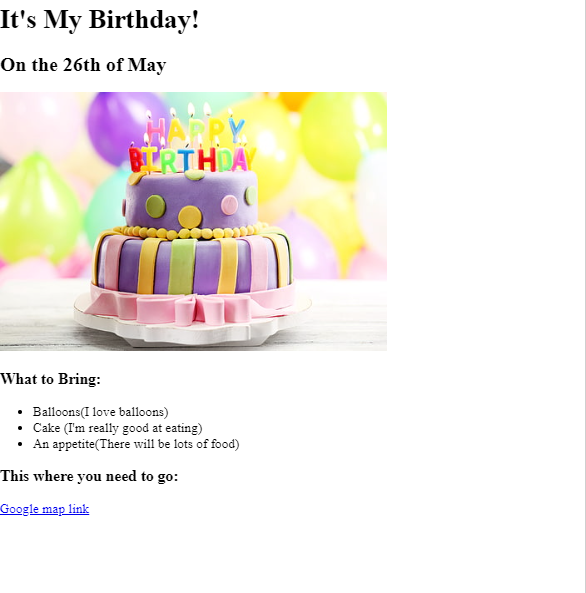 It's My Birthday!
On the 26th of May
HAPPY
BIRTHDAY
What to Bring:
Balloons(I love balloons)
Cake (I'm really good at eating)
An appetite(There will be lots of food)
This where you need to go:
Google map link